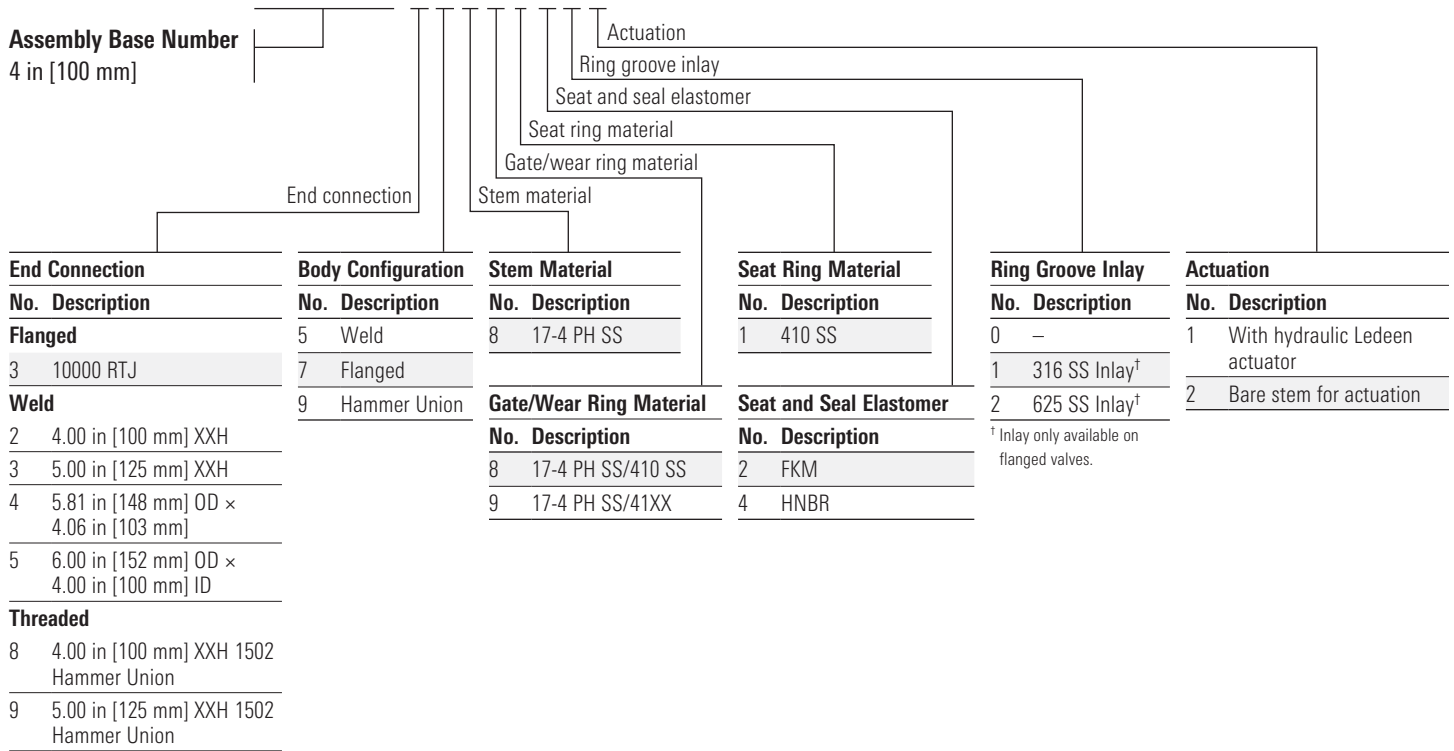 Assembly Base Number
4 in [100 mm]
Actuation
Ring groove inlay
Seat and seal elastomer
Seat ring material
Gate/wear ring material
End connection
Stem material
End Connection
No. Description
Flanged
3 10000 RTJ
Weld
2 4.00 in [100 mm] XXH
3 5.00 in [125 mm] XXH
4 5.81 in [148 mm] OD ×
4.06 in [103 mm]
5 6.00 in [152 mm] OD ×
4.00 in [100 mm] ID
Threaded
8 4.00 in [100 mm] XXH 1502
Hammer Union
9 5.00 in [125 mm] XXH 1502
Hammer Union
Body Configuration
No. Description
5 Weld
7 Flanged
9 Hammer Union
Stem Material
No. Description
8 17-4 PH SS
Gate/Wear Ring Material
No. Description
8 17-4 PH SS/410 SS
9 17-4 PH SS/41XX
Seat Ring Material
No. Description
1 410 SS
Seat and Seal Elastomer
No. Description
2 FKM
4 HNBR
Ring Groove Inlay
No. Description
0 –
1 316 SS Inlay†
2 625 SS Inlay†
† Inlay only available on
flanged valves.
Actuation
No. Description
1 With hydraulic Ledeen
actuator
2 Bare stem for actuation